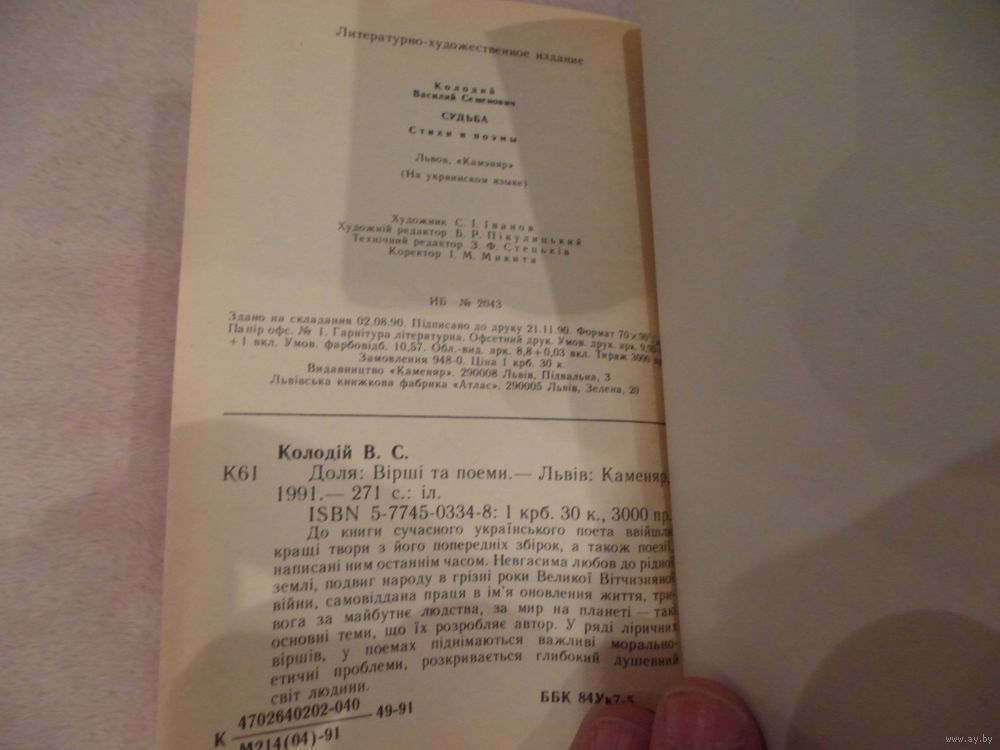 Литературно-художественное издание
Колодий
Василий Семенович
СУДЬБА
Стихи и поэмы
Львов, «Камэняр»
(На украинском языке)
Художник С. І. Іванов
Художній редактор Б. Р. Пікулицький
Технічний редактор З. Ф. Стецьків
Коректор І. М. Микита
ИБ № 2043
Здано на складання 02.08.90. Підписано до друку 21.11.90. Формат 70×90
Папір офс. № 1. Гарнітура літературна. Офсетний друк. Умов. друк. арк.
+ 1 вкл. Умов. фарбовідб. 10,57. Обл.-вид. арк. 8,8+0,03 вкл. Тираж 3000
Замовлення 948-0. Ціна 1 крб. 30 к.
Видавництво «Каменяр». 290008 Львів, Підвальна, 3
Львівська книжкова фабрика «Атлас». 290005 Львів, Зелена, 20
Колодій В. С.
К61 Доля: Вірші та поеми.— Львів: Каменяр,
1991.— 271 с.: іл.
ISBN 5-7745-0334-8: 1 крб. 30 к., 3000 пр.
До книги сучасного українського поета ввійшли
кращі твори з його попередніх збірок, а також поезії,
написані ним останнім часом. Невгасима любов до рідної
землі, подвиг народу в грізні роки Великої Вітчизняної
війни, самовіддана праця в ім'я оновлення життя, три-
вога за майбутнє людства, за мир на планеті — такі
основні теми, що їх розробляє автор. У ряді ліричних
віршів, у поемах піднімаються важливі морально-
етичні проблеми, розкривається глибокий душевний
світ людини.
К 4702640202-040 49-91
М214(04)-91
ББК 84Ук7-5
www.ay.by